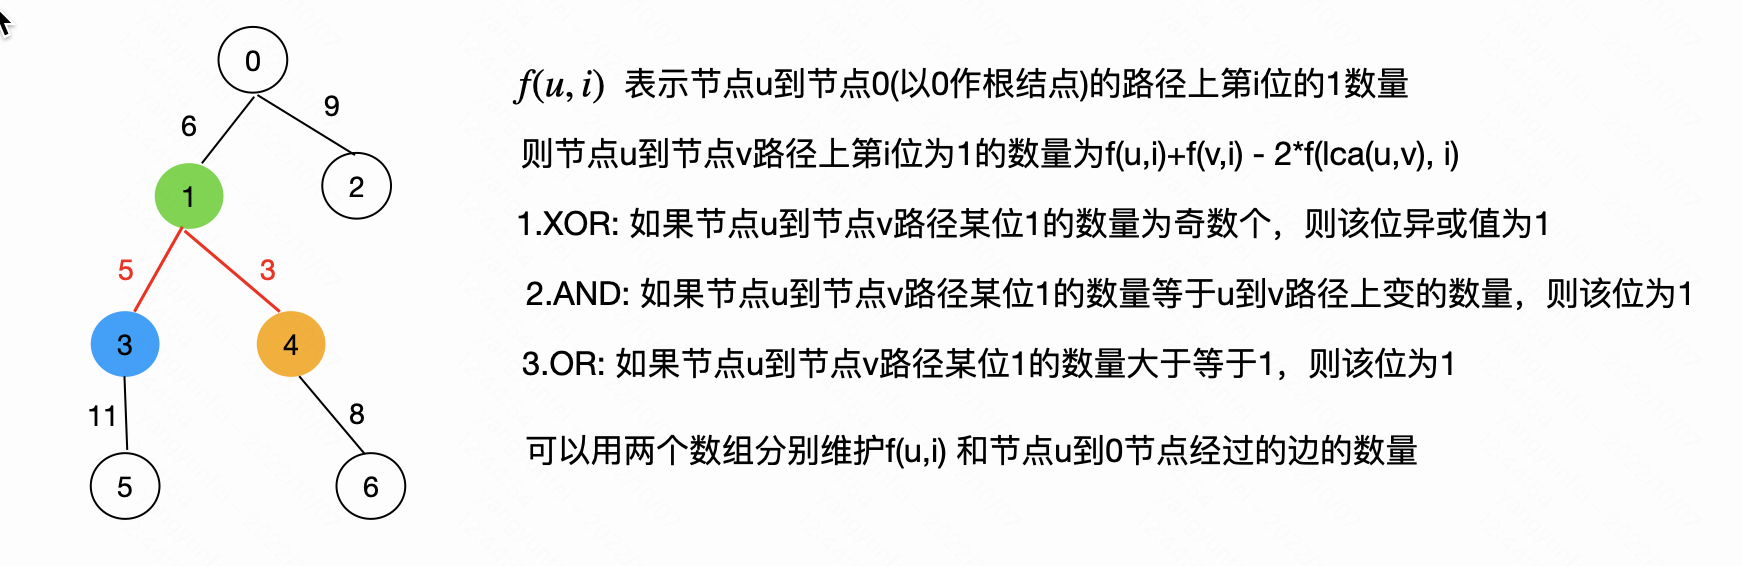 0
6
9
1
2
5
3
3
4
11
8
5
6
f(u, i) 表示节点u到节点0(以0作根结点)的路径上第i位的1数量
则节点u到节点v路径上第i位为1的数量为f(u,i)+f(v,i) - 2*f(lca(u,v), i)
1.XOR: 如果节点u到节点v路径某位1的数量为奇数个，则该位异或值为1
2.AND: 如果节点u到节点v路径某位1的数量等于u到v路径上变的数量，则该位为1
3.OR: 如果节点u到节点v路径某位1的数量大于等于1，则该位为1
可以用两个数组分别维护f(u,i) 和节点u到0节点经过的边的数量